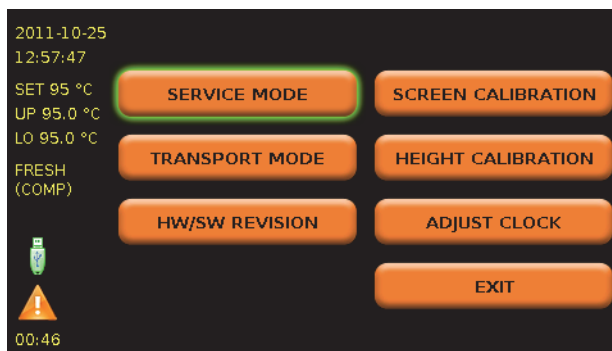 2011-10-25
12:57:47
SET 95 °C
UP 95.0 °C
LO 95.0 °C
FRESH
(COMP)
00:46
SERVICE MODE
SCREEN CALIBRATION
TRANSPORT MODE
HEIGHT CALIBRATION
HW/SW REVISION
ADJUST CLOCK
EXIT